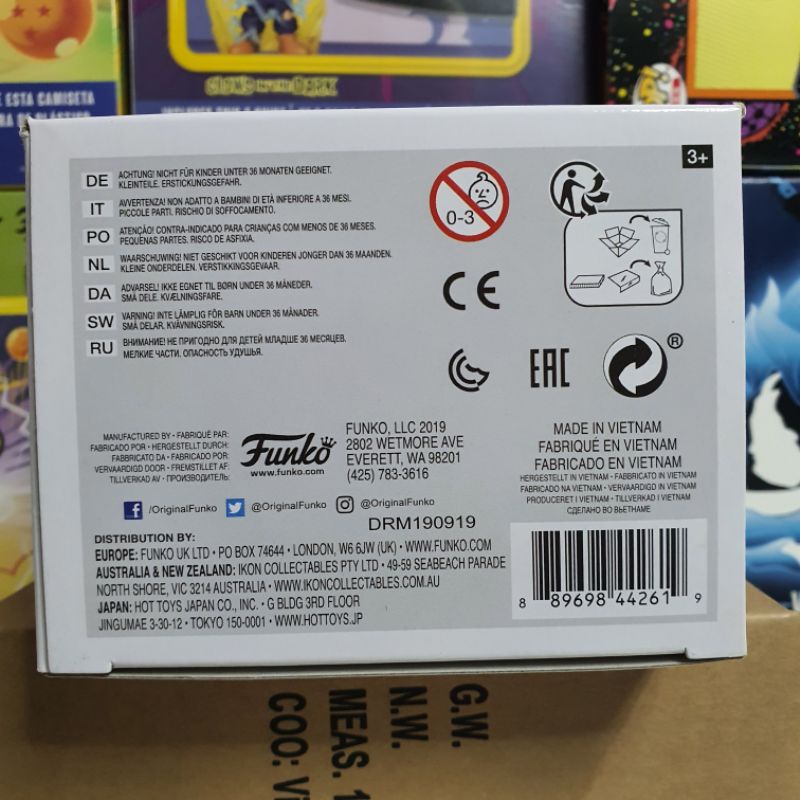 E ESTA CAMISETA
3+
DE ACHTUNG! NICHT FÜR KINDER UNTER 36 MONATEN GEEIGNET.
KLEINTEILE. ERSTICKUNGSGEFAHR.
IT AVVERTENZA! NON ADATTO A BAMBINI DI ETÀ INFERIORE A 36 MESI.
PICCOLE PARTI. RISCHIO DI SOFFOCAMENTO.
PO ATENÇÃO! CONTRA-INDICADO PARA CRIANÇAS COM MENOS DE 36 MESES.
PEQUENAS PARTES. RISCO DE ASFIXIA.
NL WAARSCHUWING! NIET GESCHIKT VOOR KINDEREN JONGER DAN 36 MAANDEN.
KLEINE ONDERDELEN. VERSTIKKINGSGEVAAR.
DA ADVARSEL! IKKE EGNET TIL BØRN UNDER 36 MÅNEDER.
SMÅ DELE. KVÆLNINGSFARE.
SW VARNING! INTE LÄMPLIG FÖR BARN UNDER 36 MÅNADER.
SMÅ DELAR. KVÄVNINGSRISK.
RU ВНИМАНИЕ! НЕ ПРИГОДНО ДЛЯ ДЕТЕЙ МЛАДШЕ 36 МЕСЯЦЕВ.
МЕЛКИЕ ЧАСТИ. ОПАСНОСТЬ УДУШЬЯ.
0-3
CE
EAC
®
MANUFACTURED BY • FABRIQUÉ PAR:
FABRICADO POR • HERGESTELLT DURCH:
FABBRICATO DA • FABRICADO POR:
VERVAARDIGD DOOR • FREMSTILLET AF:
TILLVERKAD AV • ПРОИЗВОДИТЕЛЬ:
Funko
www.funko.com
FUNKO, LLC 2019
2802 WETMORE AVE
EVERETT, WA 98201
(425) 783-3616
MADE IN VIETNAM
FABRIQUÉ EN VIETNAM
FABRICADO EN VIETNAM
HERGESTELLT IN VIETNAM • FABBRICATO IN VIETNAM
FABRICADO NA VIETNAM • VERVAARDIGD IN VIETNAM
PRODUCERET I VIETNAM • TILLVERKAD I VIETNAM
СДЕЛАНО ВО ВЬЕТНАМЕ
/OriginalFunko @OriginalFunko @OriginalFunko
DRM190919
DISTRIBUTION BY:
EUROPE: FUNKO UK LTD • PO BOX 74644 • LONDON, W6 6JW (UK) • WWW.FUNKO.COM
AUSTRALIA & NEW ZEALAND: IKON COLLECTABLES PTY LTD • 49-59 SEABEACH PARADE
NORTH SHORE, VIC 3214 AUSTRALIA • WWW.IKONCOLLECTABLES.COM.AU
JAPAN: HOT TOYS JAPAN CO., INC. • G BLDG 3RD FLOOR
JINGUMAE 3-30-12 • TOKYO 150-0001 • WWW.HOTTOYS.JP
8 89698 44261 9
G.W.
N.W.
MEAS. 1
COO: V